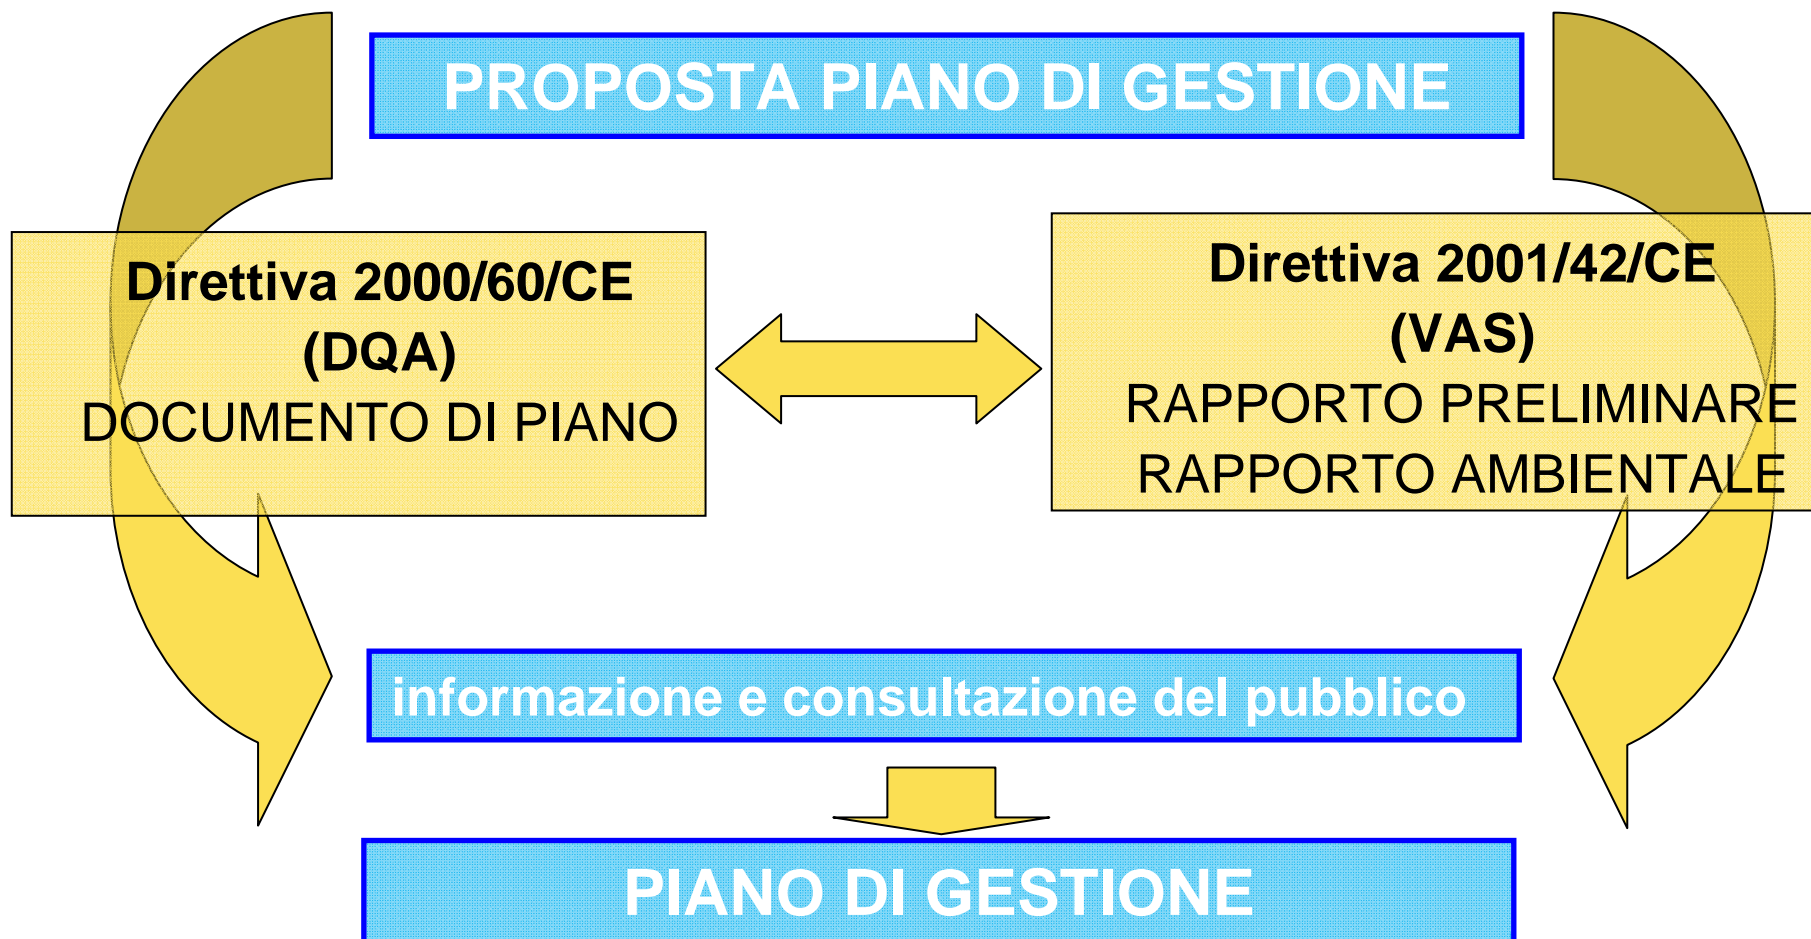 PROPOSTA PIANO DI GESTIONE
Direttiva 2000/60/CE
(DQA)
DOCUMENTO DI PIANO
Direttiva 2001/42/CE
(VAS)
RAPPORTO PRELIMINARE
RAPPORTO AMBIENTALE
informazione e consultazione del pubblico
PIANO DI GESTIONE